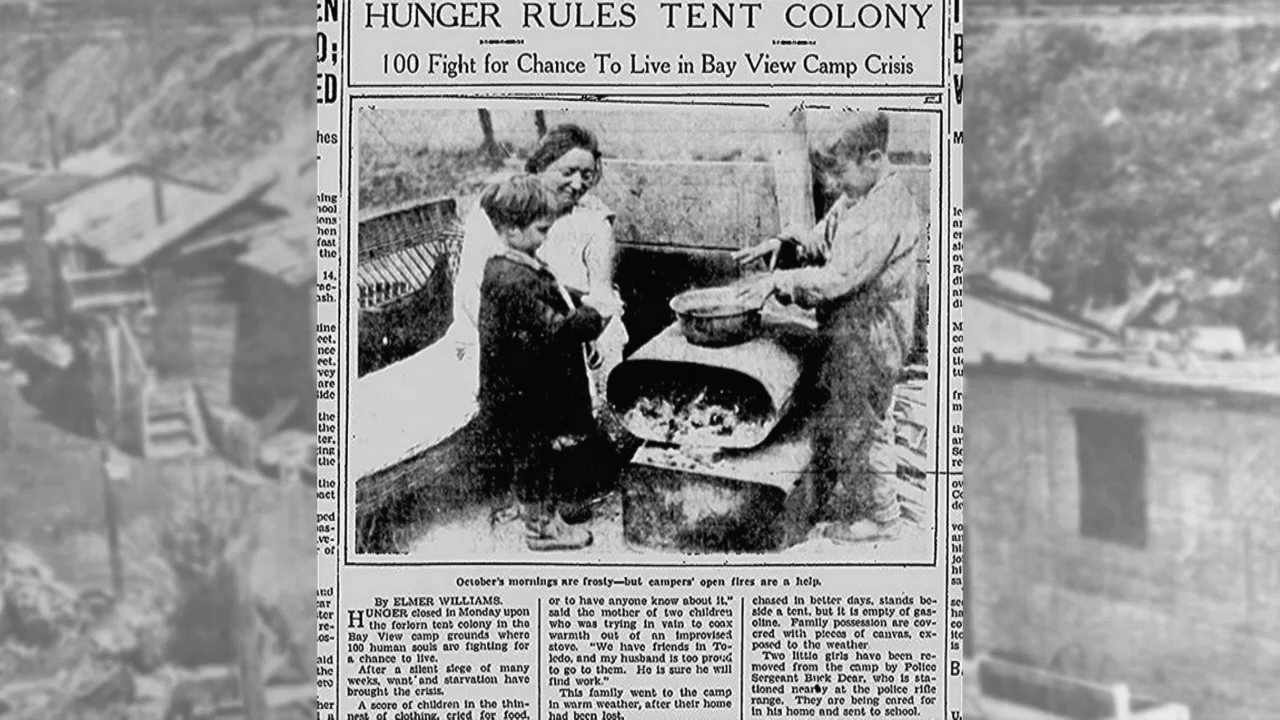 HUNGER RULES TENT COLONY
100 Fight for Chance To Live in Bay View Camp Crisis
October's mornings are frosty—but campers' open fires are a help.
By ELMER WILLIAMS.
HUNGER closed in Monday upon
the forlorn tent colony in the
Bay View camp grounds where
100 human souls are fighting for
a chance to live.
After a silent siege of many
weeks, want and starvation have
brought the crisis.
A score of children in the thin-
nest of clothing, cried for food,
or to have anyone know about it,"
said the mother of two children
who was trying in vain to coax
warmth out of an improvised
stove. "We have friends in To-
ledo, and my husband is too proud
to go to them. He is sure he will
find work."
This family went to the camp
in warm weather, after their home
had been lost.
chased in better days, stands be-
side a tent, but it is empty of gas-
oline. Family possession are cov-
ered with pieces of canvas, ex-
posed to the weather.
Two little girls have been re-
moved from the camp by Police
Sergeant Buck Dear, who is sta-
tioned nearby at the police rifle
range. They are being cared for
in his home and sent to school.